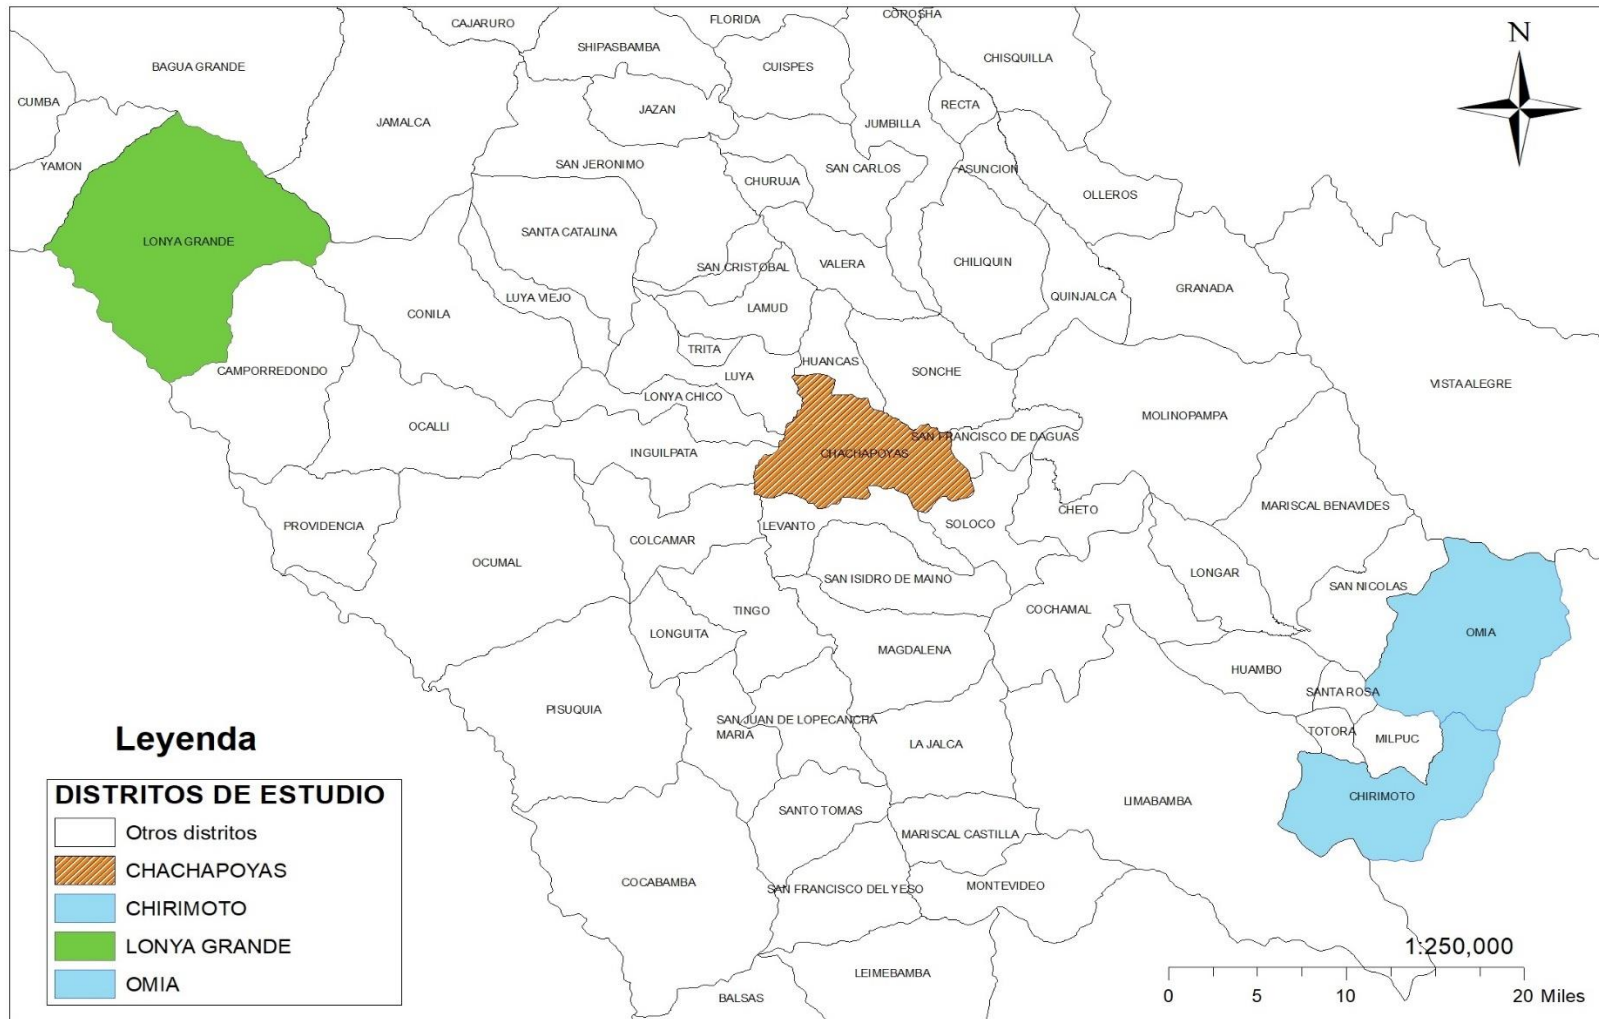 CAJARURO
FLORIDA
COROSHA
SHIPASBAMBA
CHISQUILLA
N
BAGUA GRANDE
CUISPES
CUMBA
RECTA
JAZAN
JAMALCA
JUMBILLA
YAMON
SAN JERONIMO
SAN CARLOS
ASUNCION
CHURUJA
OLLEROS
LONYA GRANDE
SANTA CATALINA
SAN CRISTOBAL
VALERA
CHILIQUIN
GRANADA
LUYA VIEJO
QUINJALCA
CONILA
LAMUD
TRITA
HUANCAS
CAMPORREDONDO
LUYA
SONCHE
VISTA ALEGRE
LONYA CHICO
MOLINOPAMPA
OCALLI
SAN FRANCISCO DE DAGUAS
INGUILPATA
CHACHAPOYAS
MARISCAL BENAVIDES
CHETO
PROVIDENCIA
LEVANTO
SOLOCO
COLCAMAR
OCUMAL
LONGAR
SAN ISIDRO DE MAINO
SAN NICOLAS
TINGO
COCHAMAL
LONGUITA
OMIA
MAGDALENA
HUAMBO
SANTA ROSA
PISUQUIA
SAN JUAN DE LOPECANCHA
MARIA
TOTORA
MILPUC
LA JALCA
CHIRIMOTO
LIMABAMBA
SANTO TOMAS
MARISCAL CASTILLA
COCABAMBA
SAN FRANCISCO DEL YESO
MONTEVIDEO
LEIMEBAMBA
BALSAS
Leyenda
DISTRITOS DE ESTUDIO
Otros distritos
CHACHAPOYAS
CHIRIMOTO
LONYA GRANDE
OMIA
1:250,000
0 5 10 20 Miles